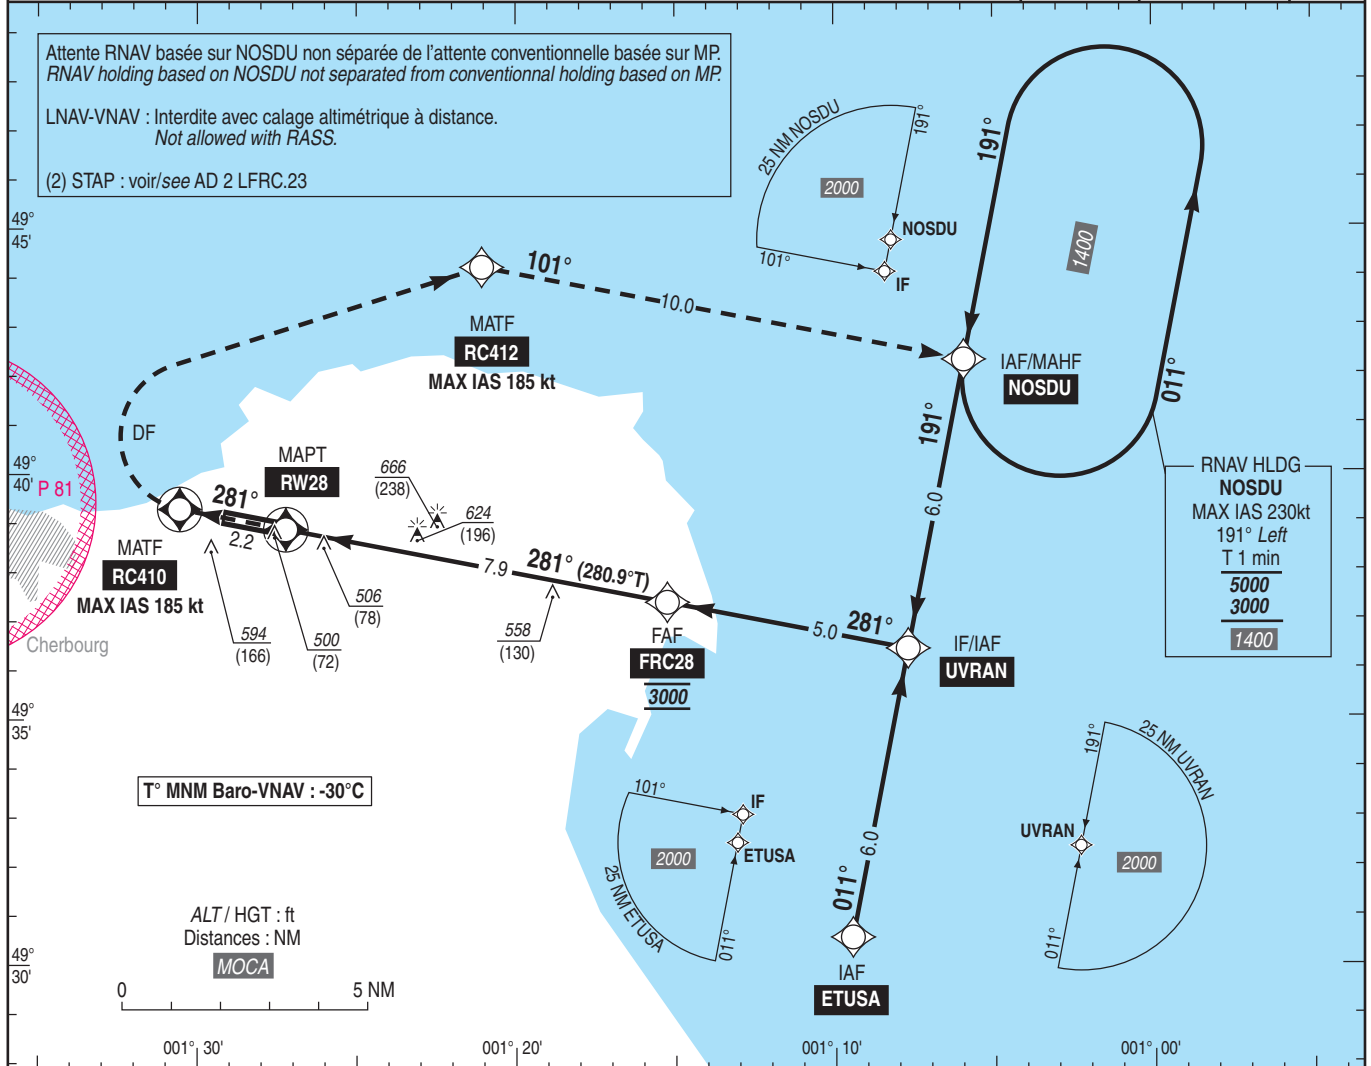 Attente RNAV basée sur NOSDU non séparée de l'attente conventionnelle basée sur MP.
RNAV holding based on NOSDU not separated from conventionnal holding based on MP.
LNAV-VNAV : Interdite avec calage altimétrique à distance.
Not allowed with RASS.
(2) STAP : voir/see AD 2 LFRC.23
25 NM NOSDU
191°
2000
NOSDU
101°
IF
191°
1400
011°
49°
45'
101°
10.0
MATF
RC412
MAX IAS 185 kt
IAF/MAHF
NOSDU
DF
191°
6.0
RNAV HLDG
NOSDU
MAX IAS 230kt
191° Left
T 1 min
5000
3000
1400
49°
40'
P 81
MAPT
RW28
281°
2.2
666
(238)
624
(196)
MATF
RC410
MAX IAS 185 kt
Cherbourg
594
(166)
500
(72)
506
(78)
7.9
281° (280.9°T)
558
(130)
FAF
FRC28
3000
5.0
281°
IF/IAF
UVRAN
49°
35'
T° MNM Baro-VNAV : -30°C
101°
IF
2000
ETUSA
25 NM ETUSA
011°
6.0
011°
IAF
ETUSA
191°
25 NM UVRAN
UVRAN
2000
011°
ALT / HGT : ft
Distances : NM
MOCA
49°
30'
0
5 NM
001° 30'
001° 20'
001° 10'
001° 00'